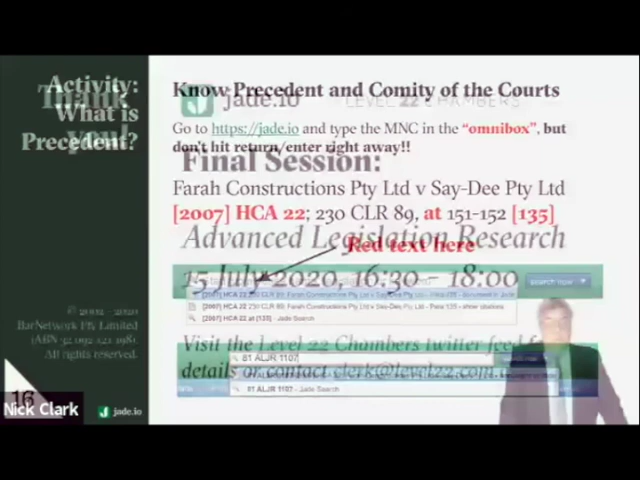 Activity:
What is
Precedent?
Thank
you!
Know Precedent and Comity of the Courts
Jade.io
LEVEL 22 CHAMBERS
Go to https://jade.io and type the MNC in the "omnibox", but
don't hit return/enter right away!!
Final Session:
Farah Constructions Pty Ltd v Say-Dee Pty Ltd
[2007] HCA 22; 230 CLR 89, at 151-152 [135]
Advanced Legislation Research
Red text here
15 July 2020, 16:30 – 18:00
[2007] HCA 22 at [135] - Jade Search
Visit the Level 22 Chambers twitter feed for
81 ALJR 1107
details or contact clerk@level22.com
81 ALJR 1107 - Jade Search
© 2002 - 2020
BarNetwork Pty Limited
All rights reserved.
16
Nick Clark
jade.io